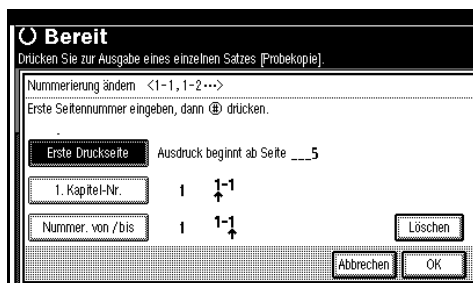 Bereit
Drücken Sie zur Ausgabe eines einzelnen Satzes [Probekopie].
Nummerierung ändern <1-1,1-2···>
Erste Seitennummer eingeben, dann (#) drücken.
Erste Druckseite Ausdruck beginnt ab Seite ___5
1. Kapitel-Nr. 1 1-1
Nummer. von /bis 1 1-1 Löschen
Abbrechen OK